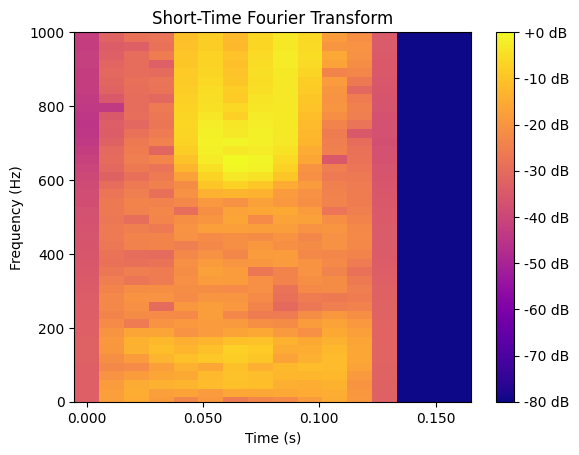 Short-Time Fourier Transform
1000
800
600
400
200
0
Frequency (Hz)
0.000
0.050
0.100
0.150
Time (s)
+0 dB
-10 dB
-20 dB
-30 dB
-40 dB
-50 dB
-60 dB
-70 dB
-80 dB